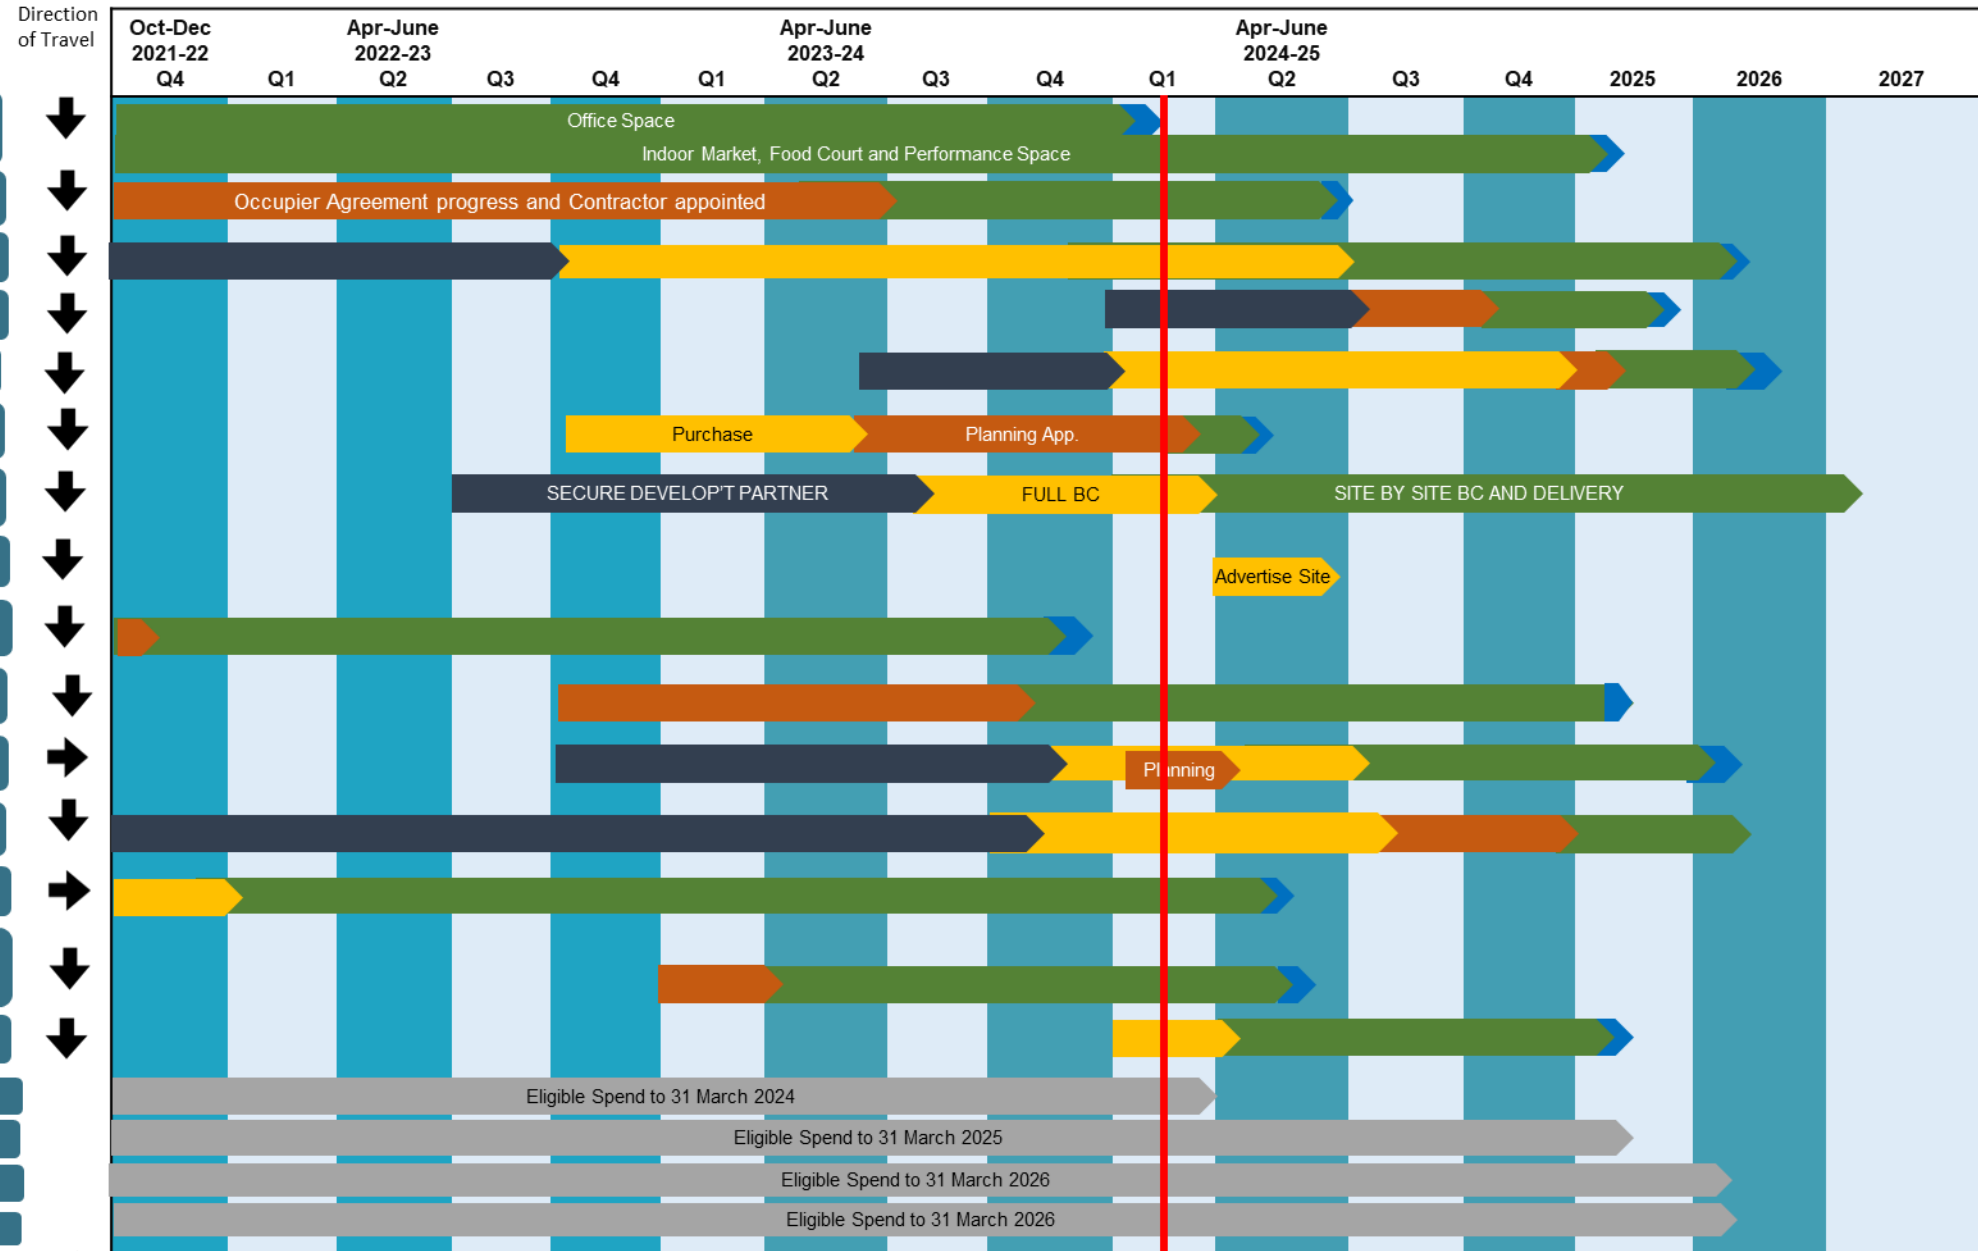 Direction
of Travel
Oct-Dec
2021-22
Apr-June
2022-23
Apr-June
2023-24
Apr-June
2024-25
Q4 Q1 Q2 Q3 Q4 Q1 Q2 Q3 Q4 Q1 Q2 Q3 Q4 2025 2026 2027
Office Space
Indoor Market, Food Court and Performance Space
Occupier Agreement progress and Contractor appointed
Purchase
Planning App.
SECURE DEVELOP'T PARTNER
FULL BC
SITE BY SITE BC AND DELIVERY
Advertise Site
Planning
Eligible Spend to 31 March 2024
Eligible Spend to 31 March 2025
Eligible Spend to 31 March 2026
Eligible Spend to 31 March 2026